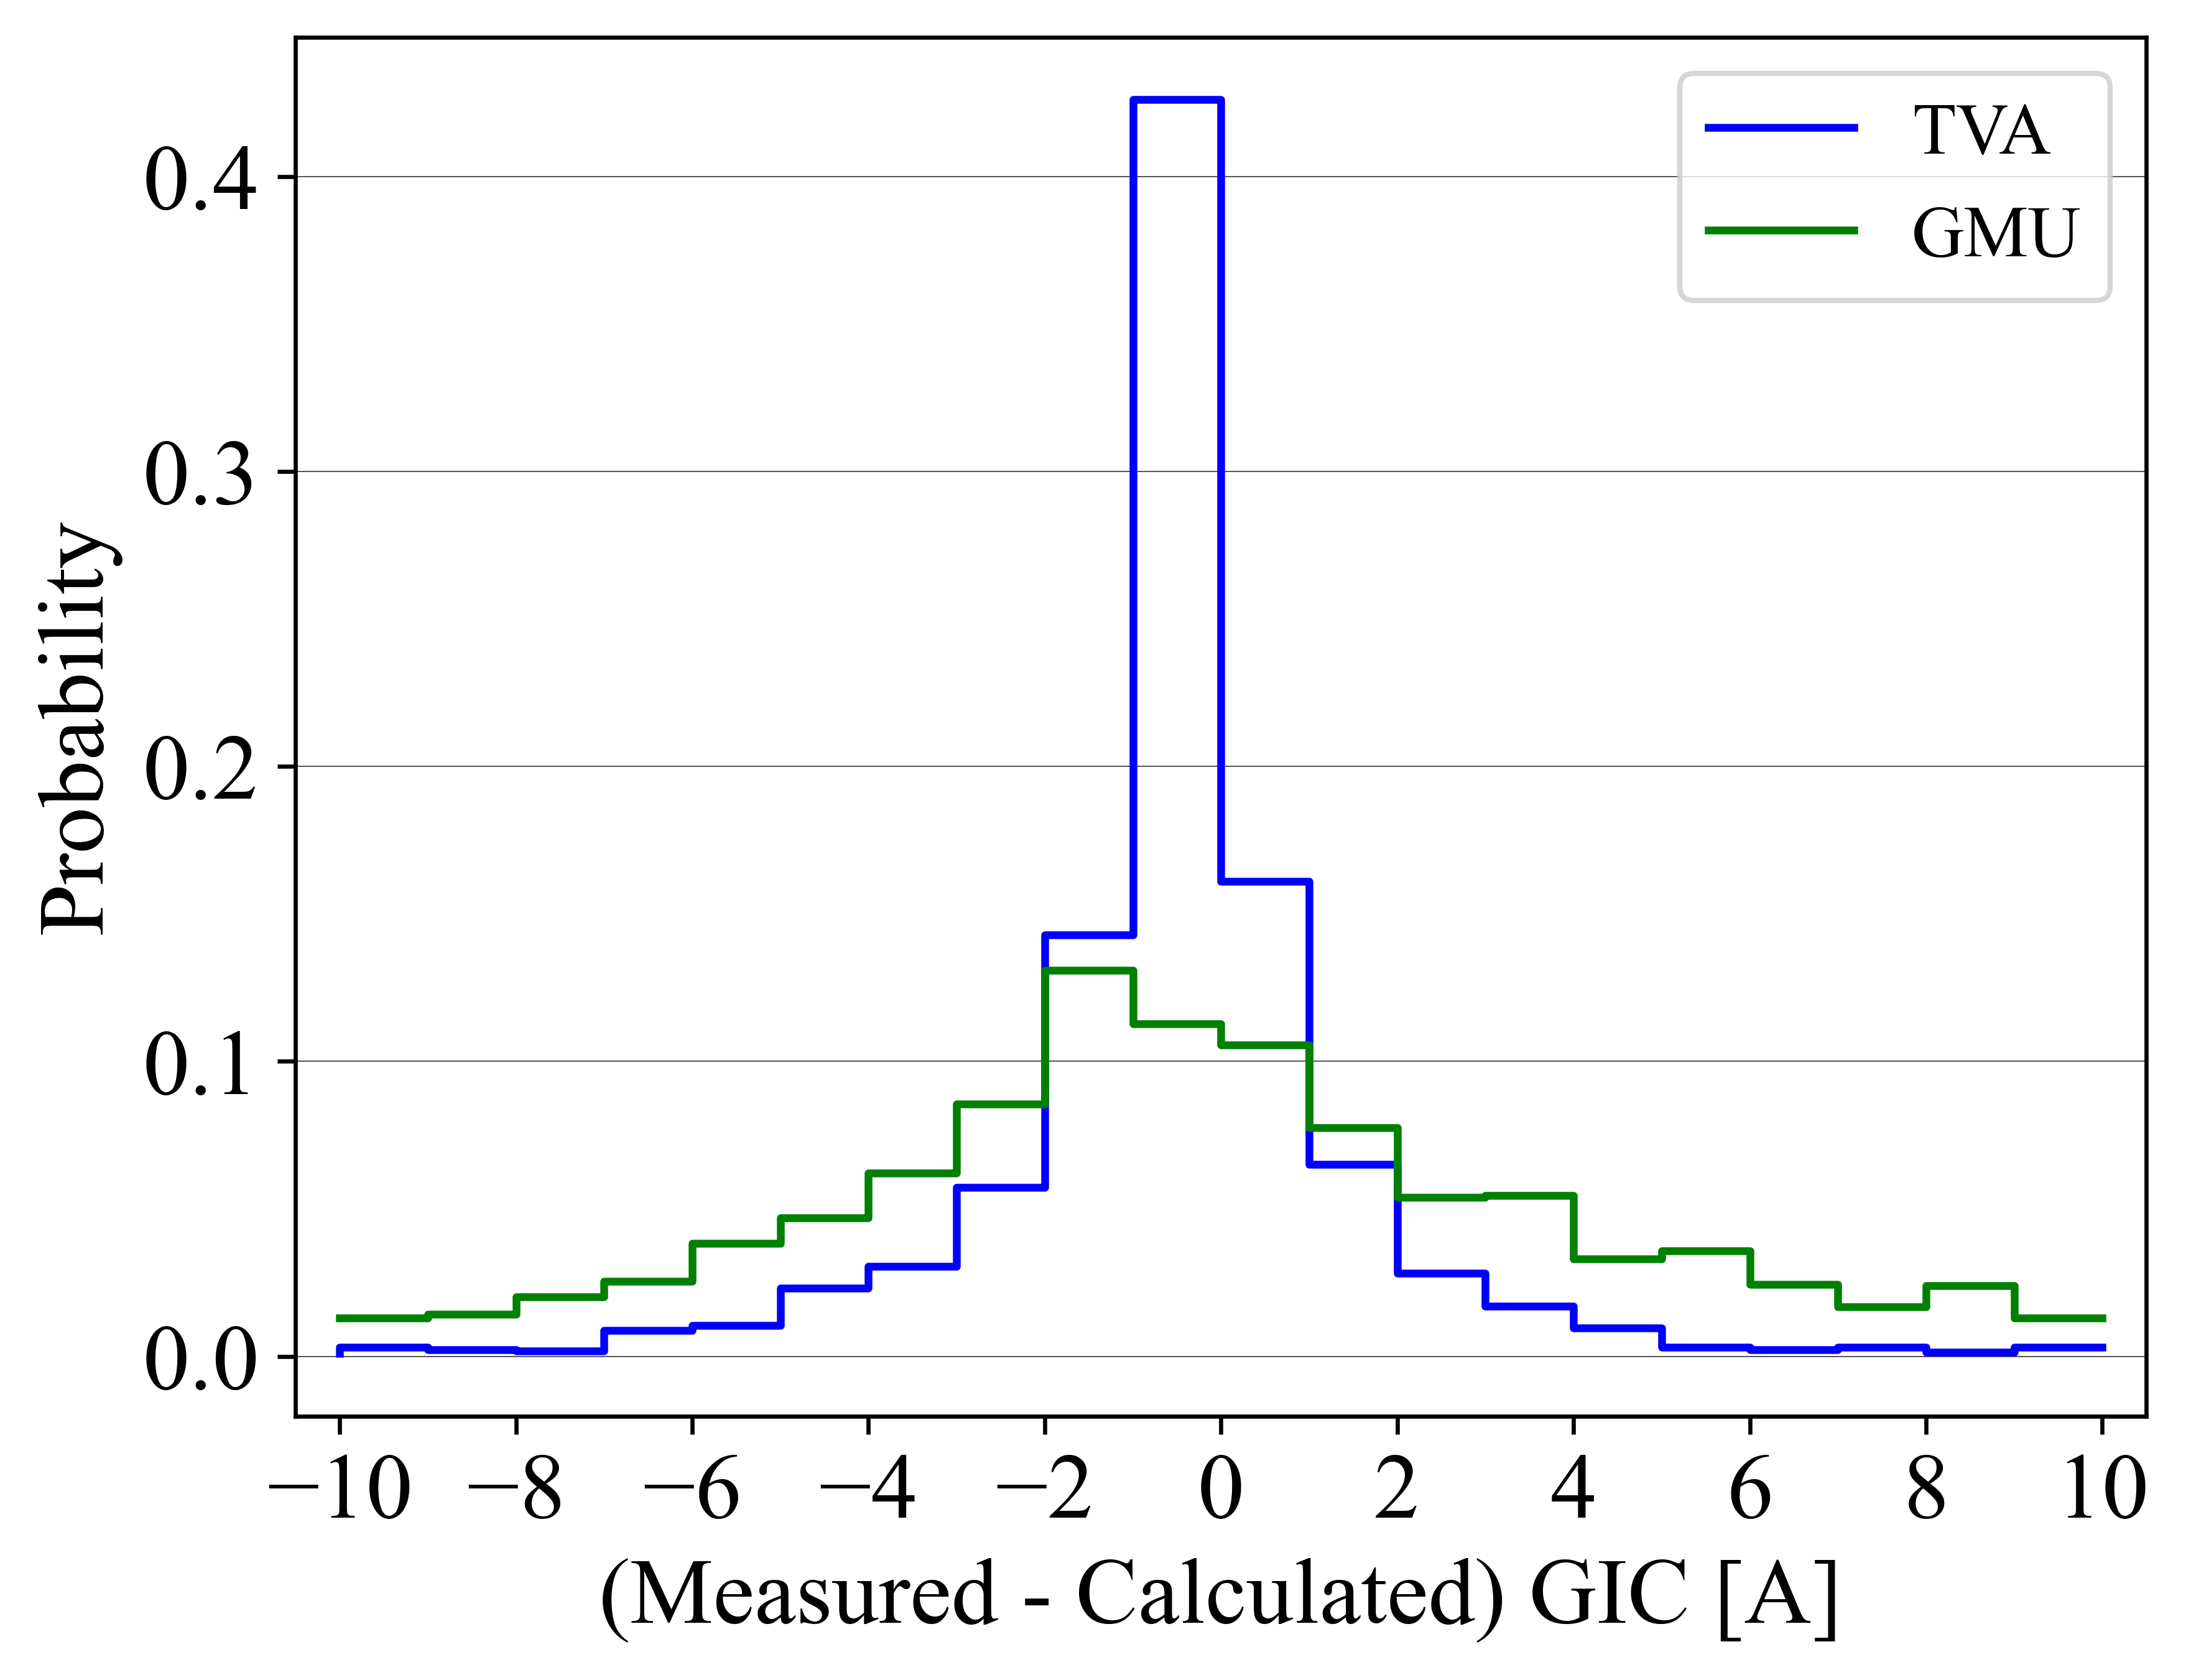 TVA
GMU
0.4
0.3
0.2
0.1
0.0
Probability
−10 −8 −6 −4 −2 0 2 4 6 8 10
(Measured - Calculated) GIC [A]